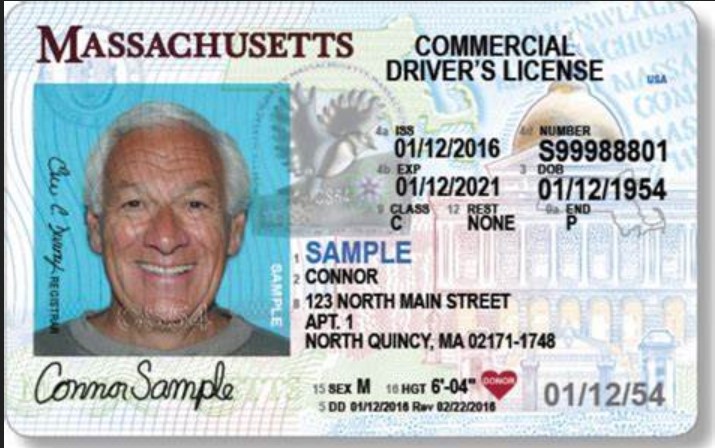 MASSACHUSETTS
COMMERCIAL
DRIVER'S LICENSE
USA
4a ISS
01/12/2016
4d NUMBER
S99988801
4b EXP
01/12/2021
3 DOB
01/12/1954
9 CLASS
C
12 REST
NONE
9a END
P
1 SAMPLE
2 CONNOR
8 123 NORTH MAIN STREET
APT. 1
NORTH QUINCY, MA 02171-1748
REGISTRAR
SAMPLE
Connor Sample
15 SEX M 16 HGT 6'-04" DONOR
5 DD 01/12/2016 Rev 02/22/2016
01/12/54